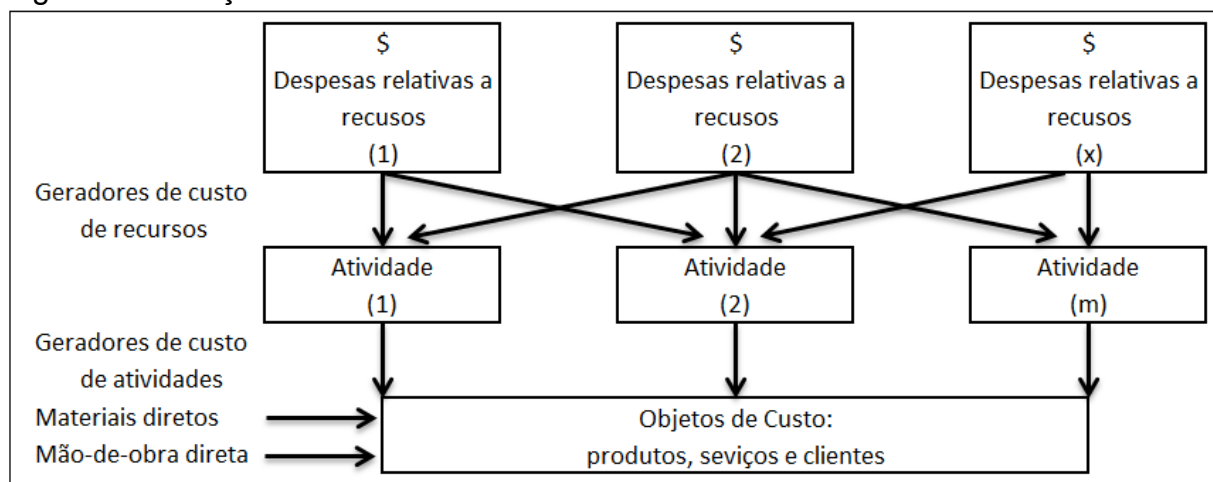 $
Despesas relativas a
recusos
(1)
$
Despesas relativas a
recusos
(2)
$
Despesas relativas a
recusos
(x)
Geradores de custo
de recursos
Atividade
(1)
Atividade
(2)
Atividade
(m)
Geradores de custo
de atividades
Materiais diretos
Mão-de-obra direta
Objetos de Custo:
produtos, seviços e clientes